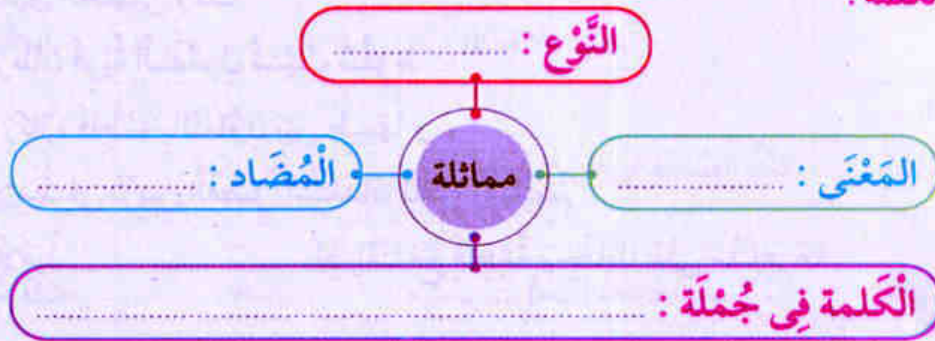 النَّوْع : ..................
المَعْنَى : ..................
مماثلة
الْمُضَاد : ..................
الْكَلمة فِي جُمْلَة : ............................................................